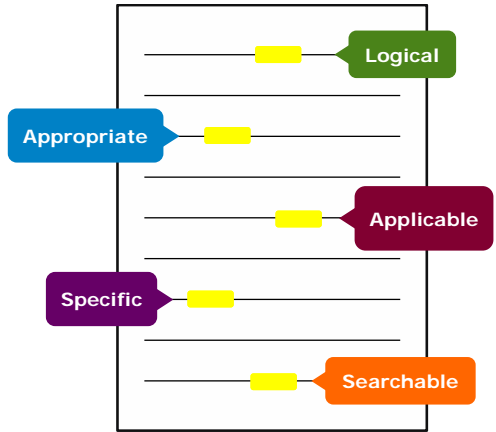 Logical
Appropriate
Applicable
Specific
Searchable